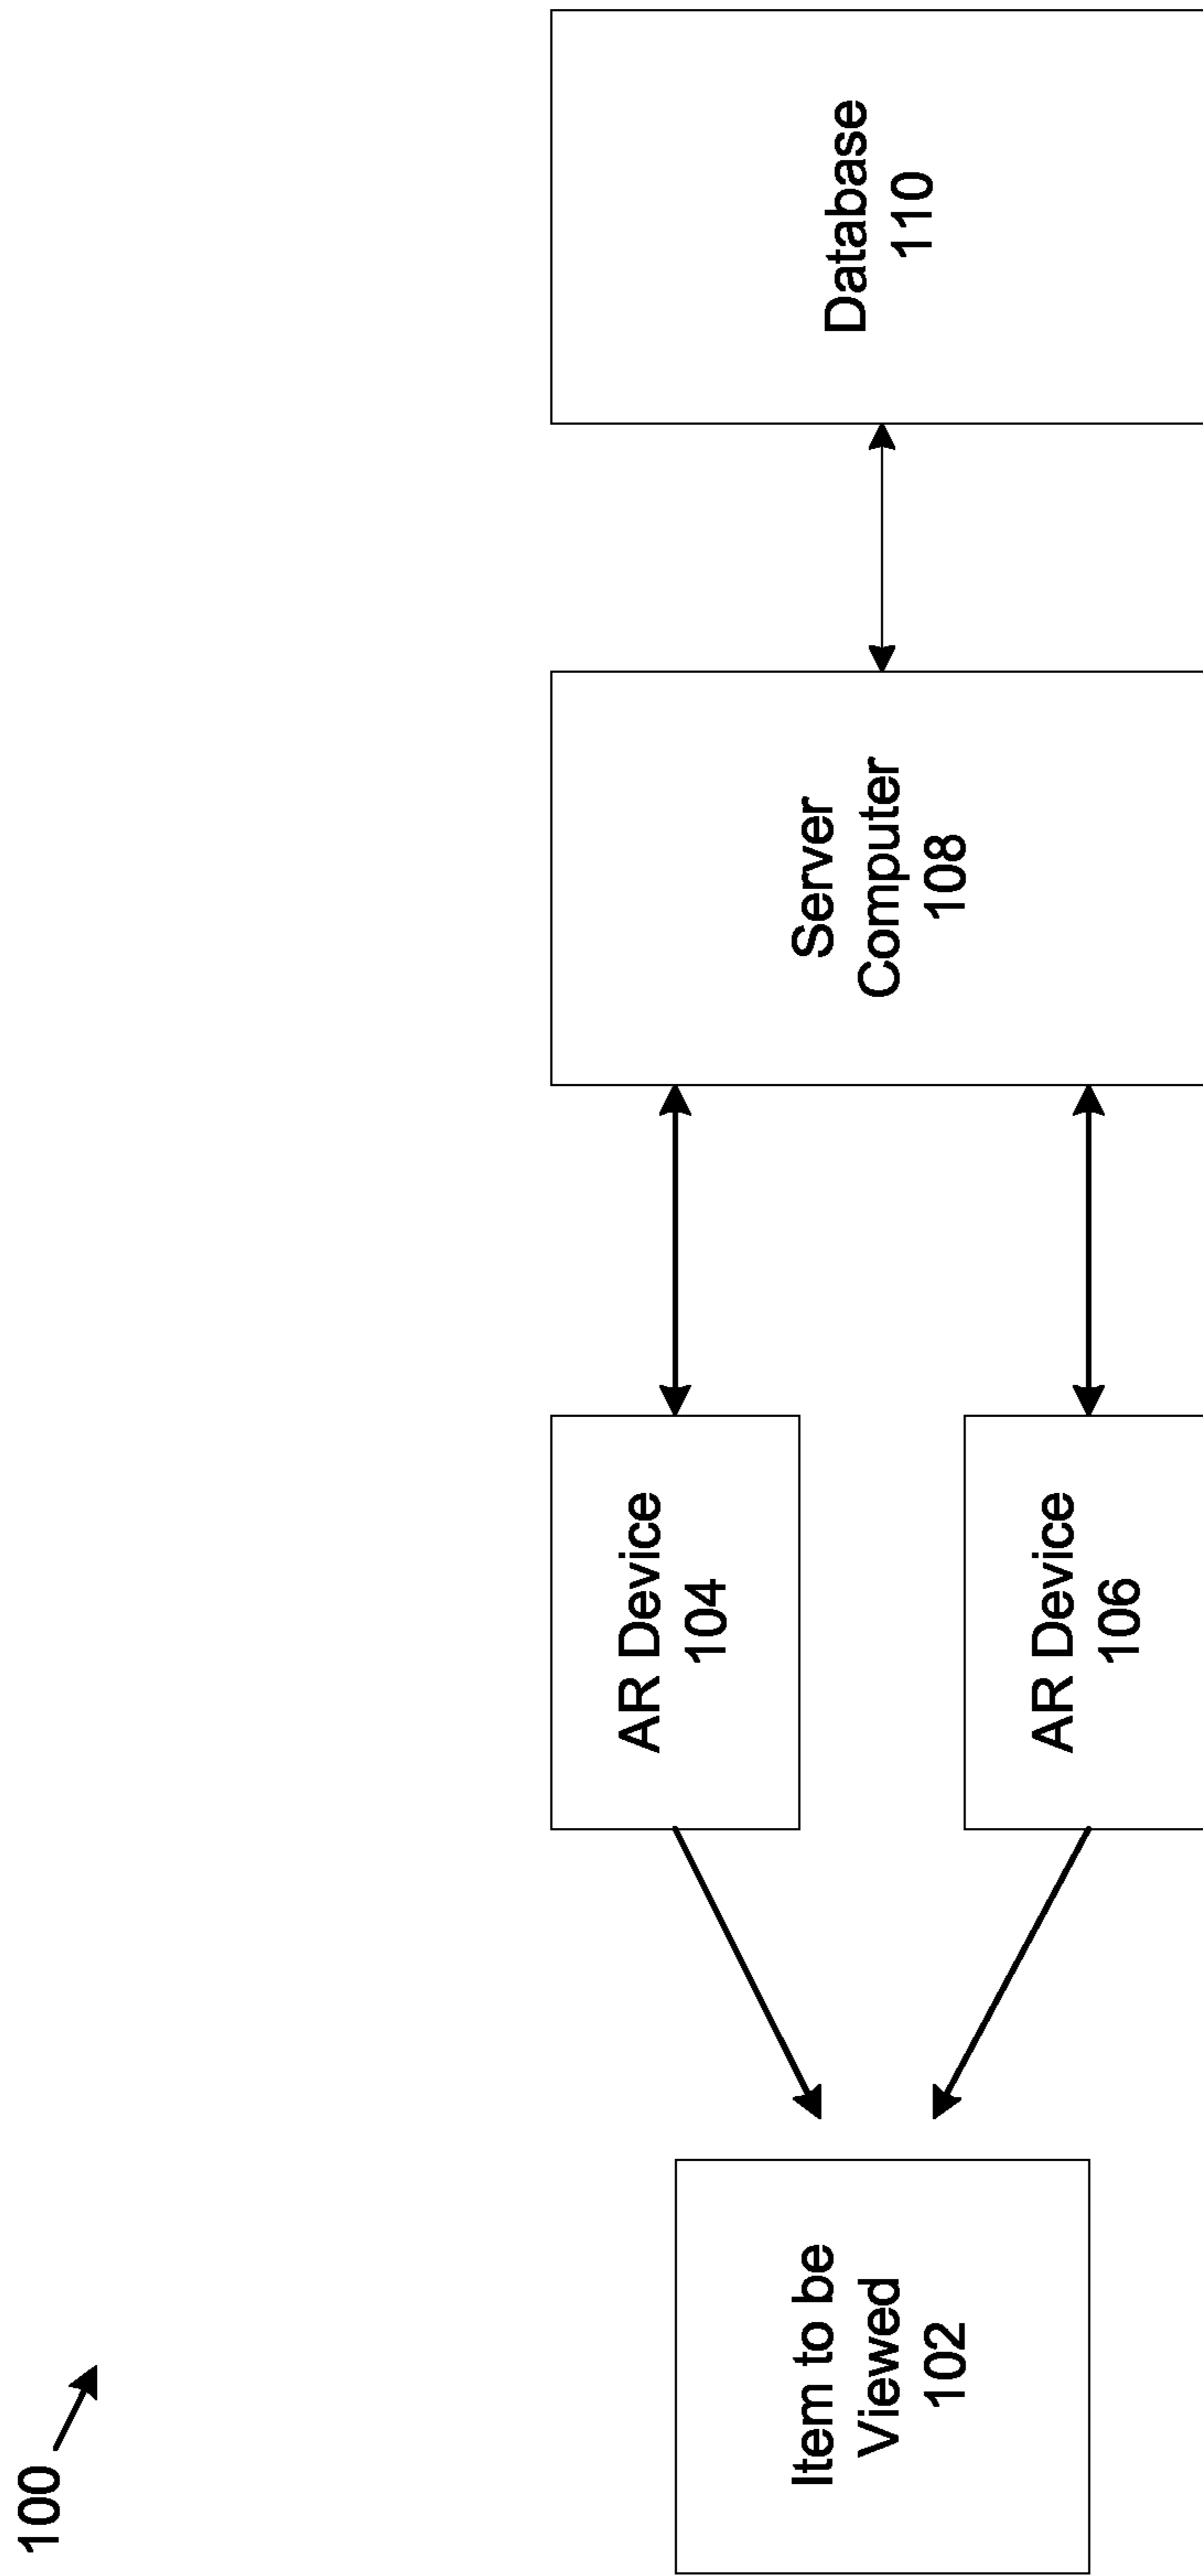 100
Item to be
Viewed
102
AR Device
104
AR Device
106
Server
Computer
108
Database
110